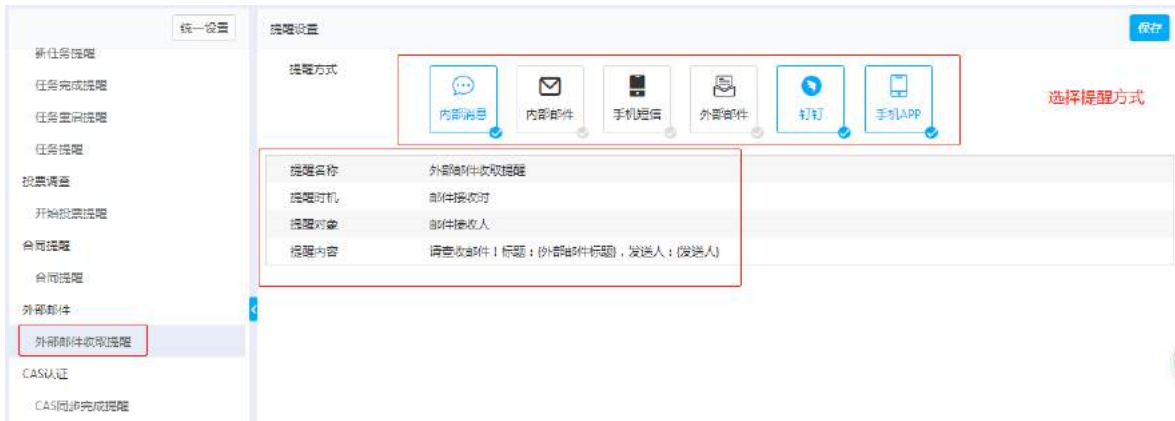 统一设置
新任务提醒
任务完成提醒
任务重启提醒
任务提醒
投票调查
开始投票提醒
合同提醒
合同提醒
外部邮件
外部邮件收取提醒
CAS认证
CAS同步完成提醒
提醒设置
保存
提醒方式
内部消息 内部邮件 手机短信 外部邮件 钉钉 手机APP
选择提醒方式
提醒名称 外部邮件收取提醒
提醒时机 邮件接收时
提醒对象 邮件接收人
提醒内容 请查收邮件！标题：{外部邮件标题}，发送人：{发送人}